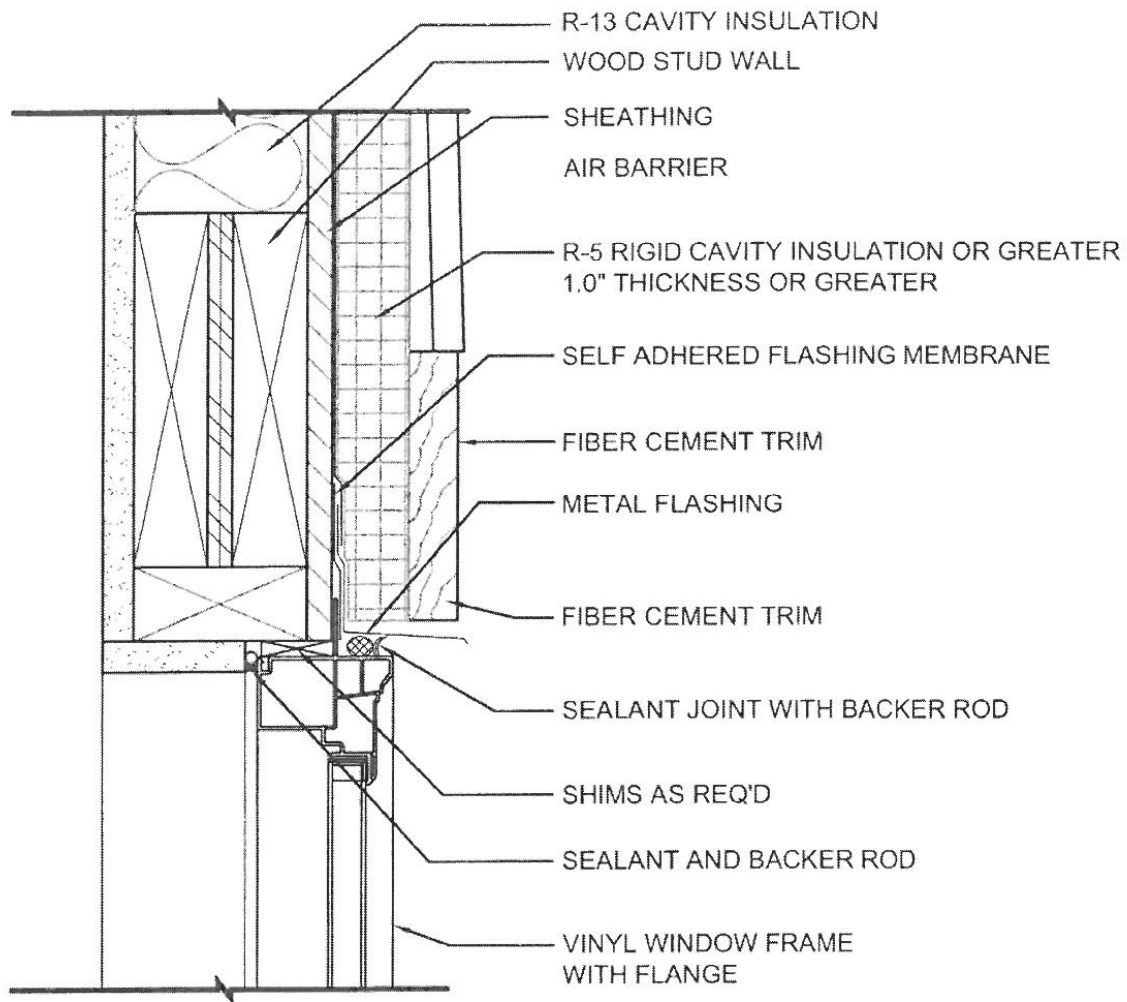 R-13 CAVITY INSULATION
WOOD STUD WALL
SHEATHING
AIR BARRIER
R-5 RIGID CAVITY INSULATION OR GREATER
1.0" THICKNESS OR GREATER
SELF ADHERED FLASHING MEMBRANE
FIBER CEMENT TRIM
METAL FLASHING
FIBER CEMENT TRIM
SEALANT JOINT WITH BACKER ROD
SHIMS AS REQ'D
SEALANT AND BACKER ROD
VINYL WINDOW FRAME
WITH FLANGE